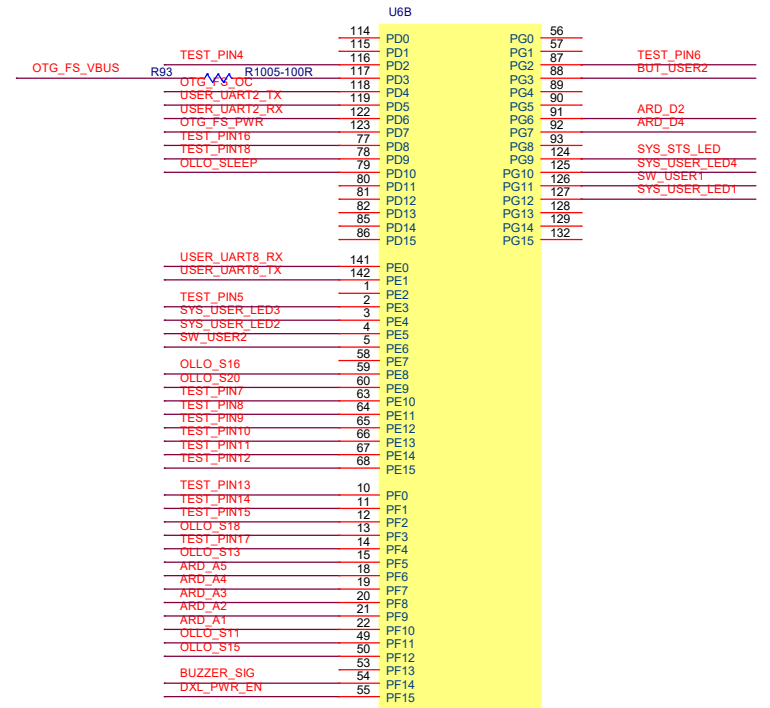 U6B
114 PD0 PG0 56
115 PD1 PG1 57
TEST_PIN4 116 PD2 PG2 87 TEST_PIN6
OTG_FS_VBUS R93 R1005-100R 117 PD3 PG3 88 BUT_USER2
OTG_FS_OC 118 PD4 PG4 89
USER_UART2_TX 119 PD5 PG5 90
USER_UART2_RX 122 PD6 PG6 91 ARD_D2
OTG_FS_PWR 123 PD7 PG7 92 ARD_D4
TEST_PIN16 77 PD8 PG8 93
TEST_PIN18 78 PD9 PG9 124 SYS_STS_LED
OLLO_SLEEP 79 PD10 PG10 125 SYS_USER_LED4
80 PD11 PG11 126 SW_USER1
81 PD12 PG12 127 SYS_USER_LED1
82 PD13 PG13 128
85 PD14 PG14 129
86 PD15 PG15 132
USER_UART8_RX 141 PE0
USER_UART8_TX 142 PE1
1 PE2
TEST_PIN5 2 PE3
SYS_USER_LED3 3 PE4
SYS_USER_LED2 4 PE5
SW_USER2 5 PE6
58 PE7
OLLO_S16 59 PE8
OLLO_S20 60 PE9
TEST_PIN7 63 PE10
TEST_PIN8 64 PE11
TEST_PIN9 65 PE12
TEST_PIN10 66 PE13
TEST_PIN11 67 PE14
TEST_PIN12 68 PE15
TEST_PIN13 10 PF0
TEST_PIN14 11 PF1
TEST_PIN15 12 PF2
OLLO_S18 13 PF3
TEST_PIN17 14 PF4
OLLO_S13 15 PF5
ARD_A5 18 PF6
ARD_A4 19 PF7
ARD_A3 20 PF8
ARD_A2 21 PF9
ARD_A1 22 PF10
OLLO_S11 49 PF11
OLLO_S15 50 PF12
53 PF13
BUZZER_SIG 54 PF14
DXL_PWR_EN 55 PF15